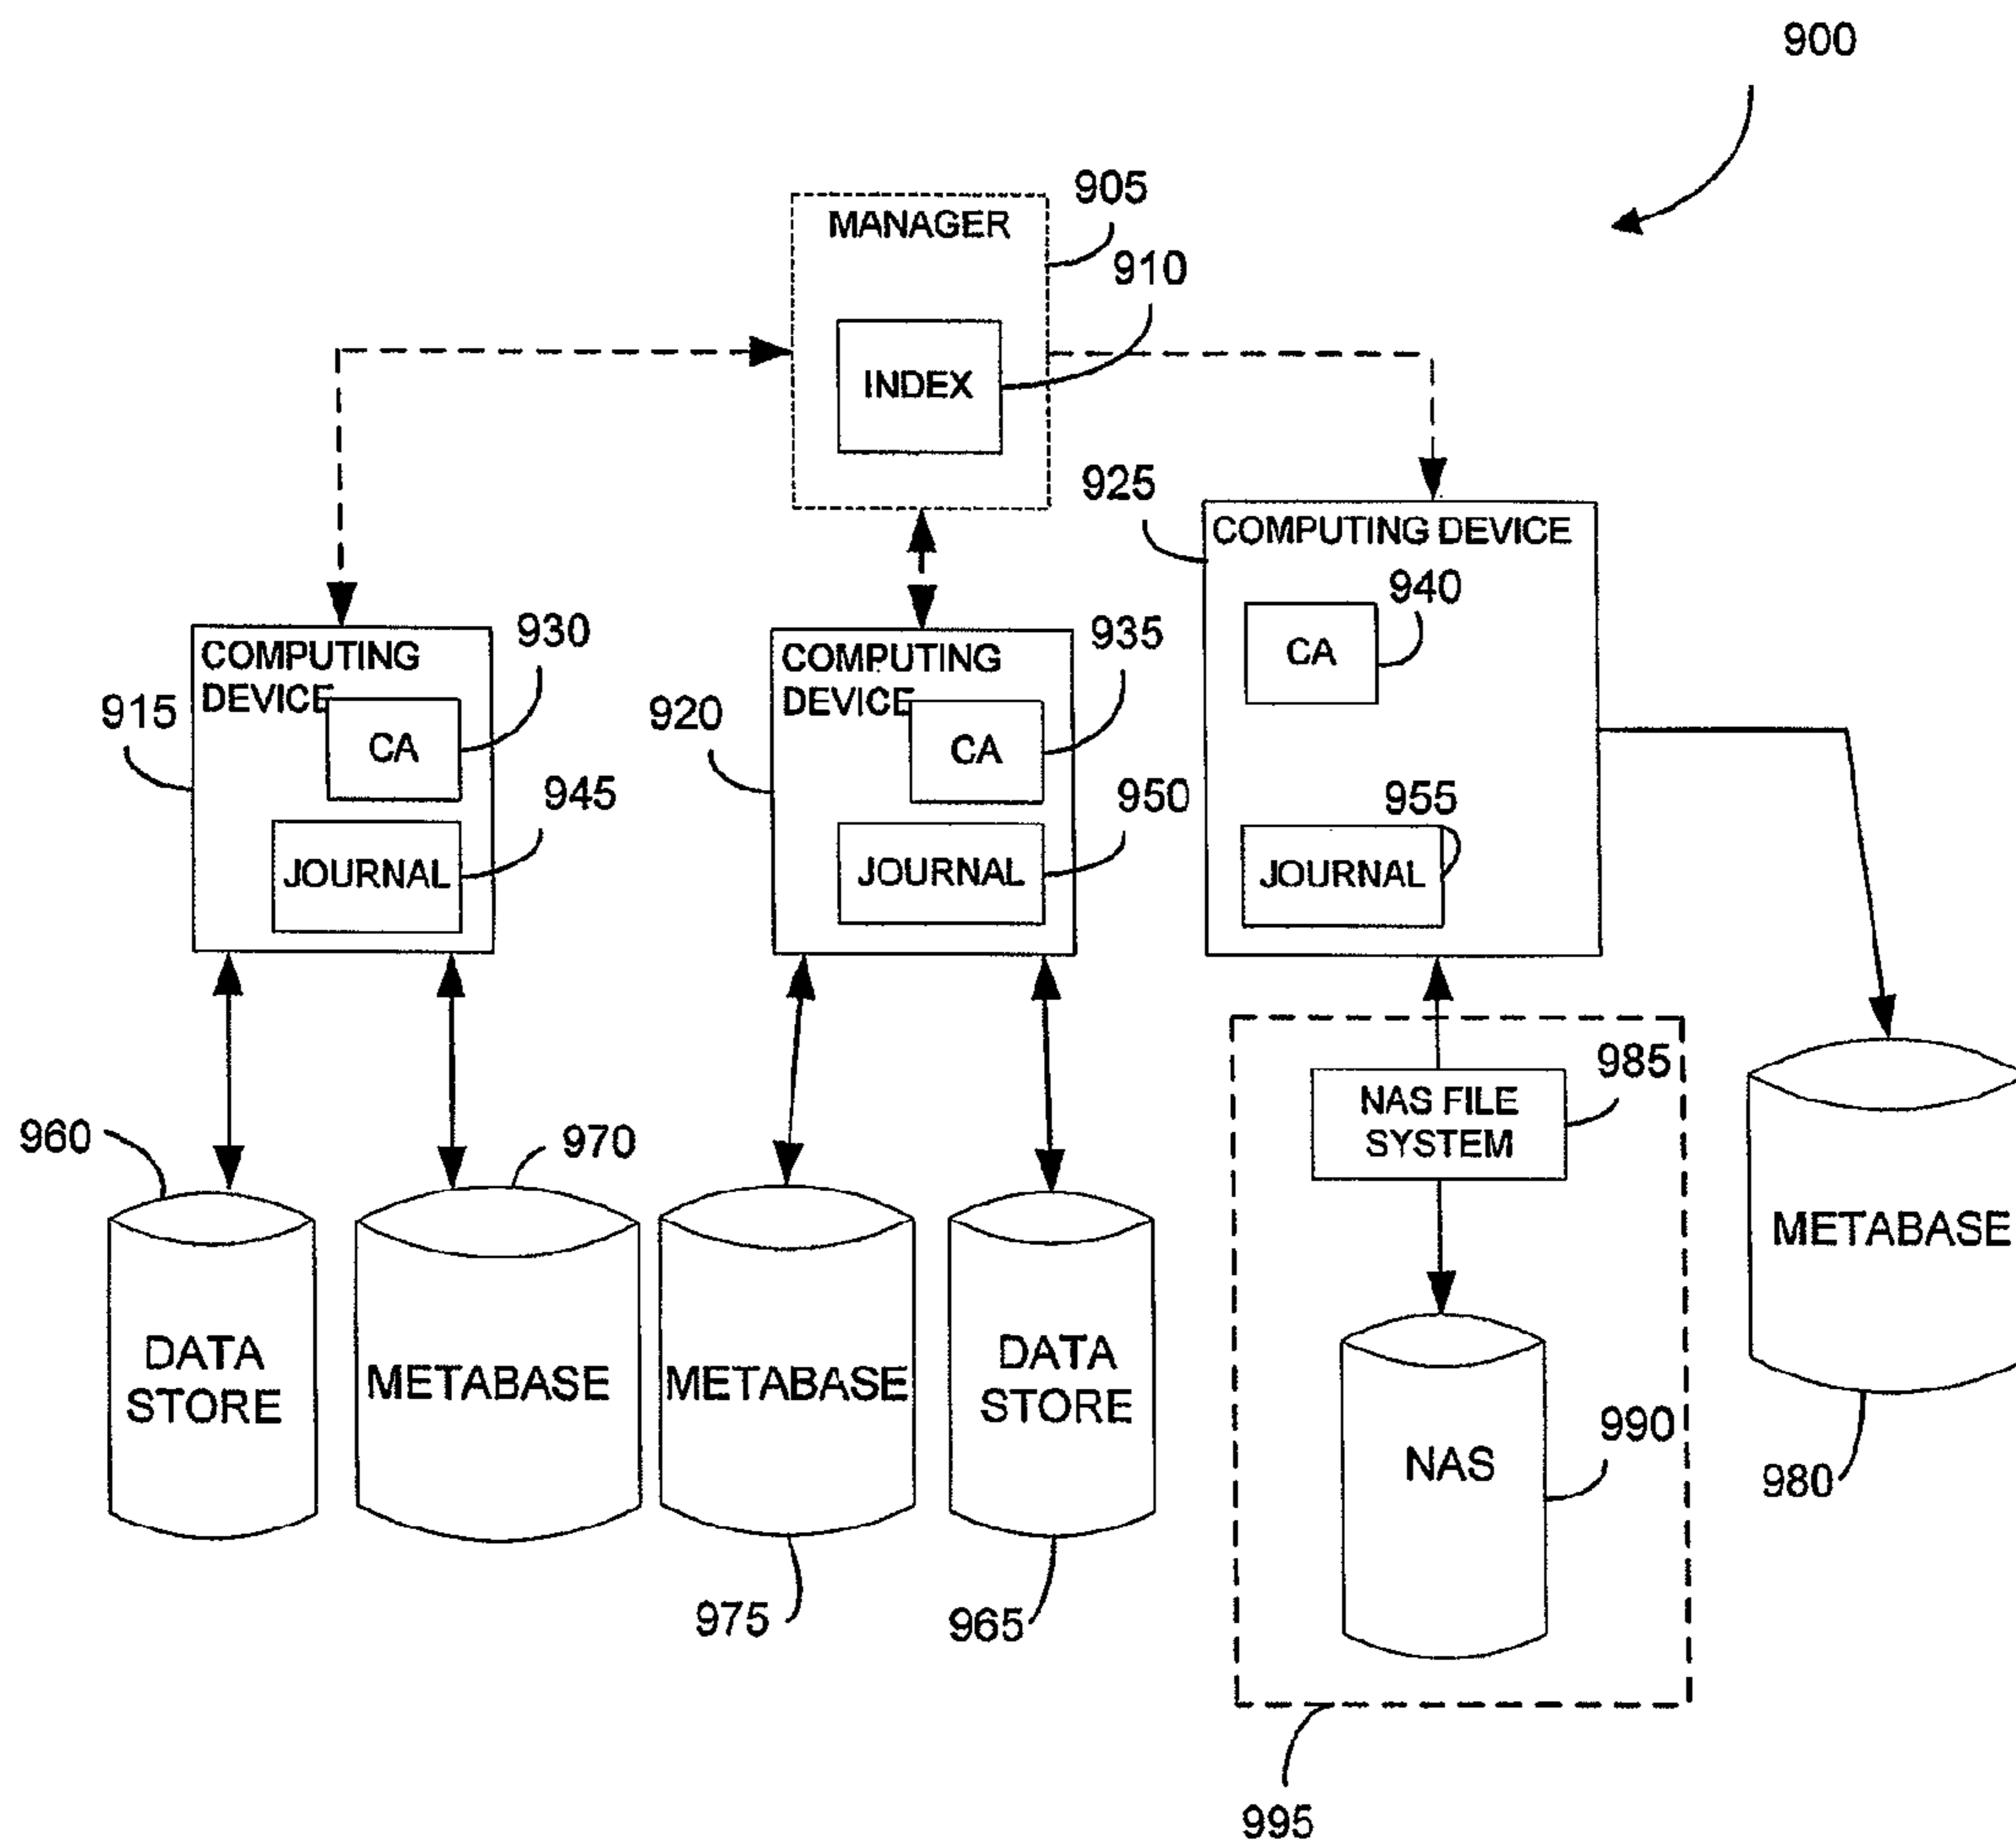 900
905
MANAGER
910
INDEX
925
COMPUTING DEVICE
940
CA
955
JOURNAL
930
COMPUTING
DEVICE
915
CA
945
JOURNAL
935
COMPUTING
DEVICE
920
CA
950
JOURNAL
985
NAS FILE
SYSTEM
960
970
DATA
STORE
METABASE
METABASE
DATA
STORE
METABASE
990
NAS
980
975
965
995